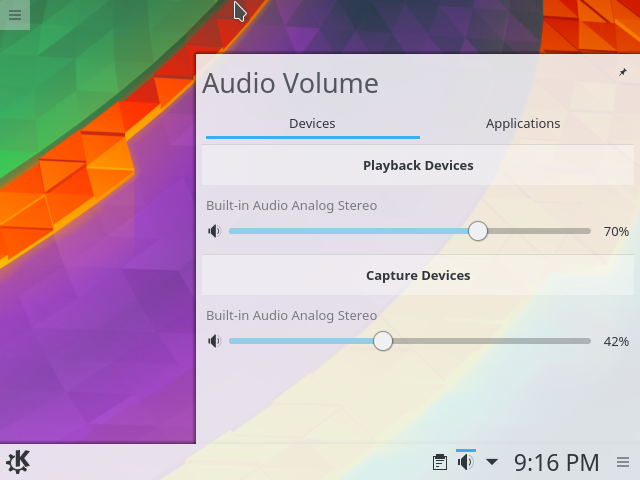 Audio Volume
Devices
Applications
Playback Devices
Built-in Audio Analog Stereo
70%
Capture Devices
Built-in Audio Analog Stereo
42%
9:16 PM